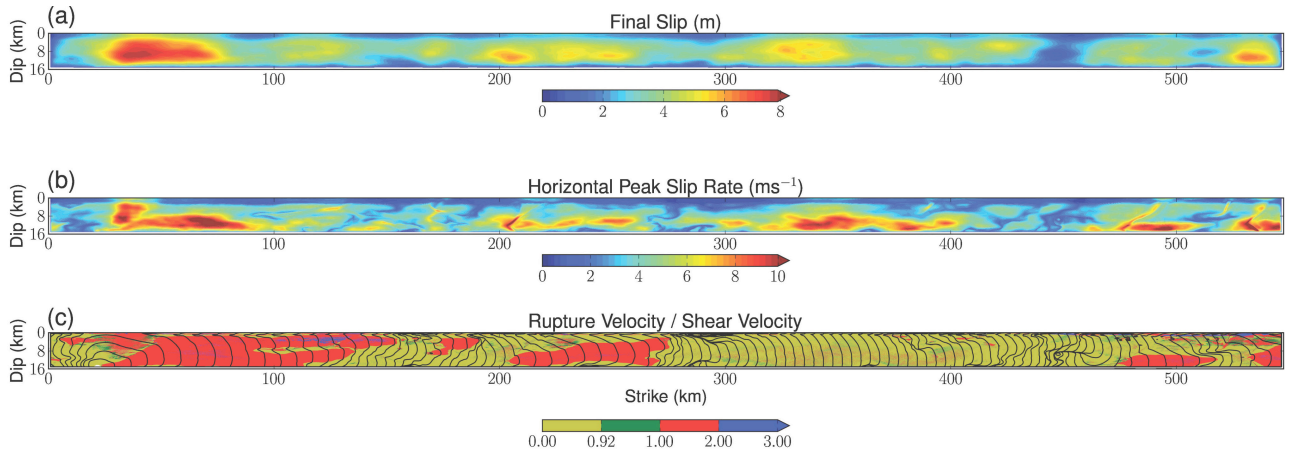 (a)
Final Slip (m)
Dip (km)
0
8
16
0 100 200 300 400 500
0 2 4 6 8
(b)
Horizontal Peak Slip Rate (ms⁻¹)
Dip (km)
0
8
16
0 100 200 300 400 500
0 2 4 6 8 10
(c)
Rupture Velocity / Shear Velocity
Dip (km)
0
8
16
0 100 200 300 400 500
Strike (km)
0.00 0.92 1.00 2.00 3.00